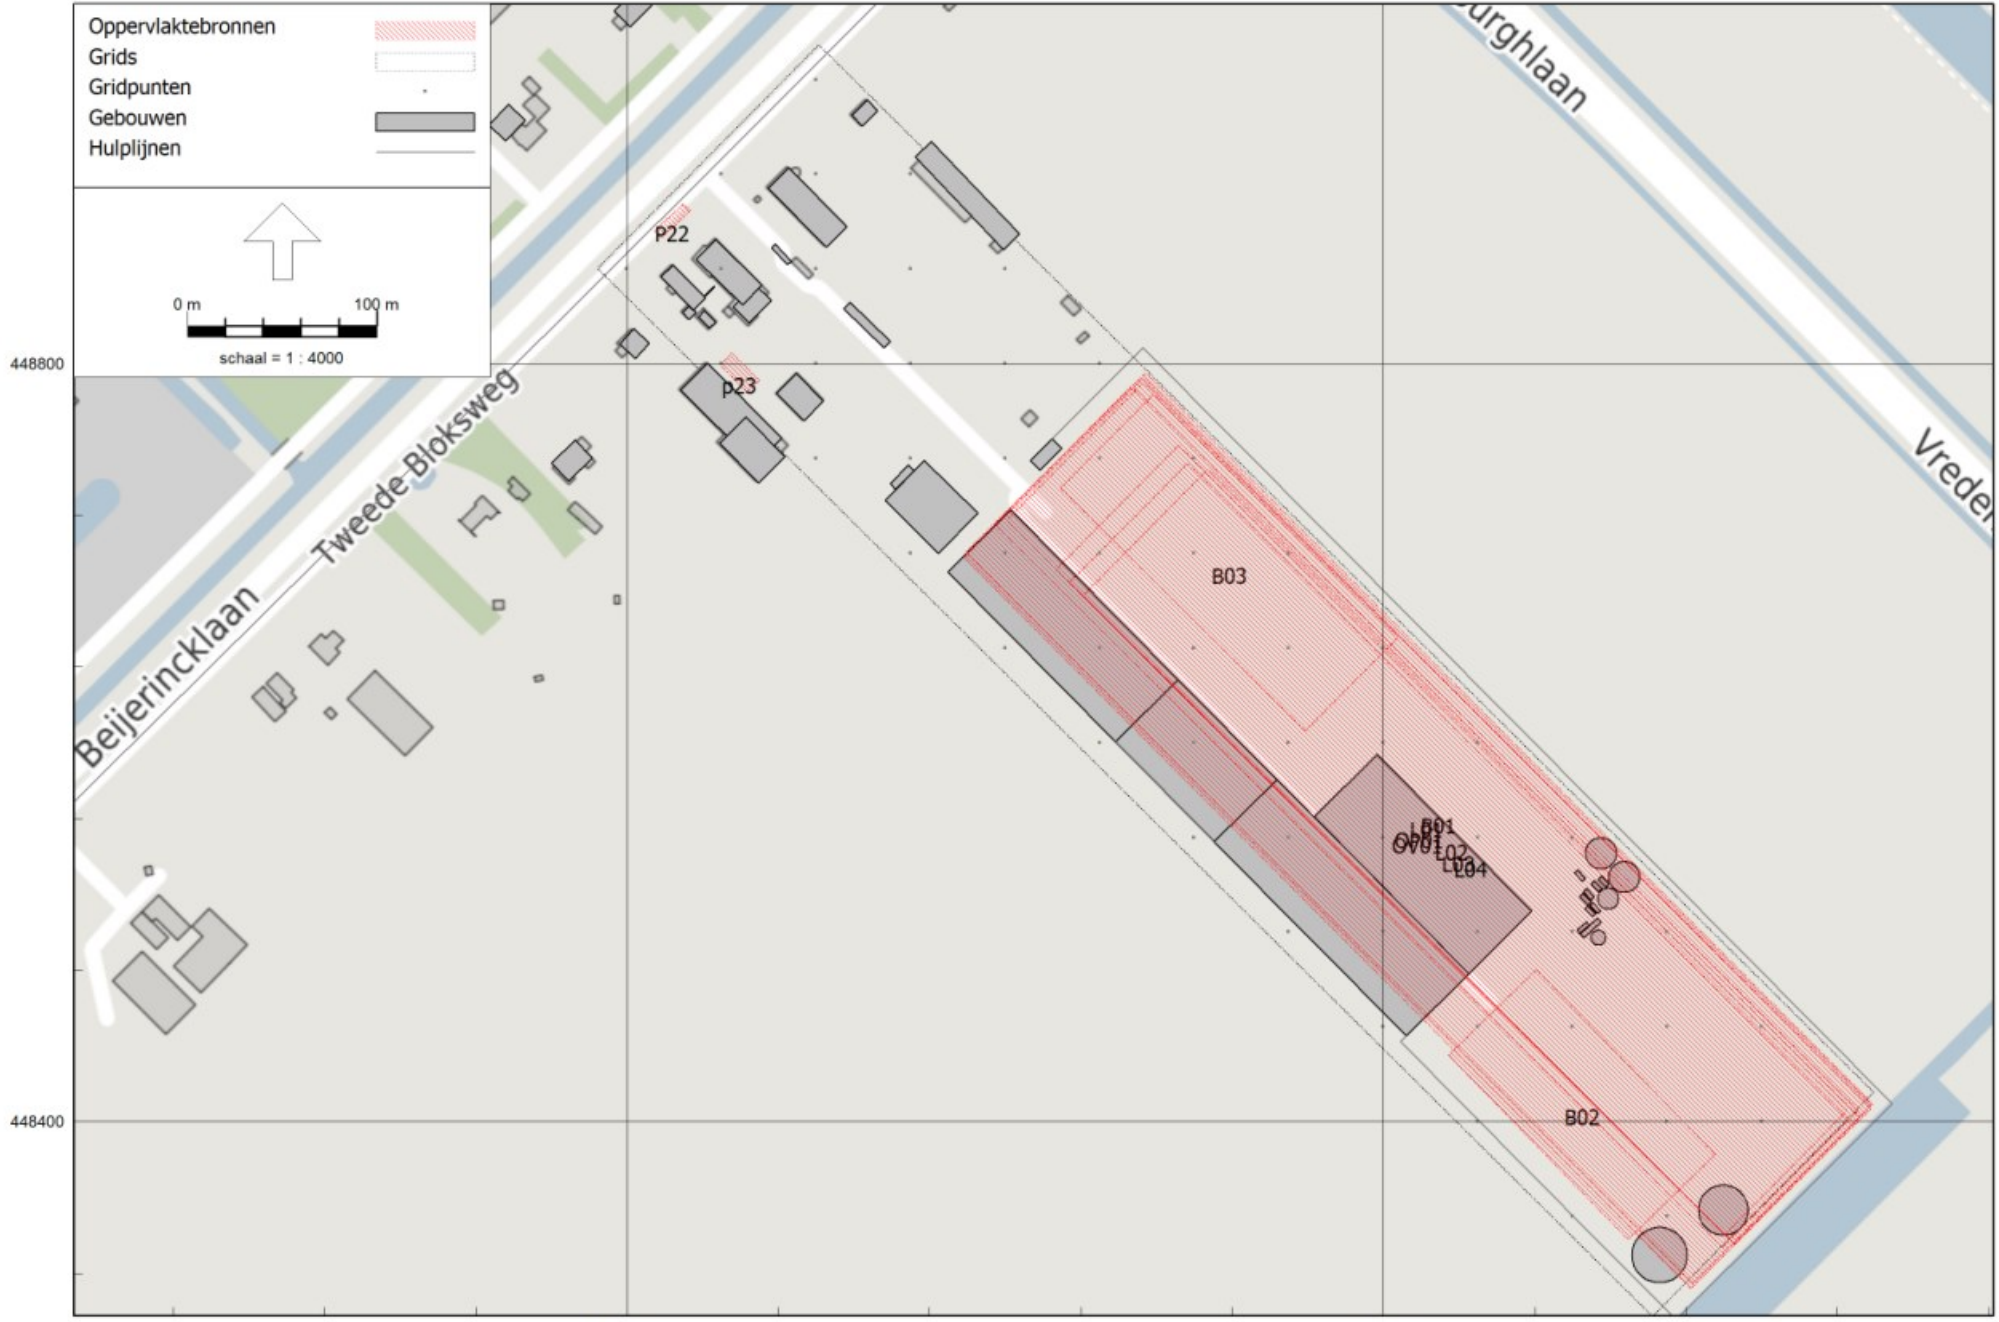 Oppervlaktebronnen
Grids
Gridpunten
Gebouwen
Hulplijnen
0 m
100 m
schaal = 1 : 4000
448800
448400
urghlaan
Vreden
Tweede Bloksweg
Beijerincklaan
P22
p23
B03
B01
L02
L04
B02